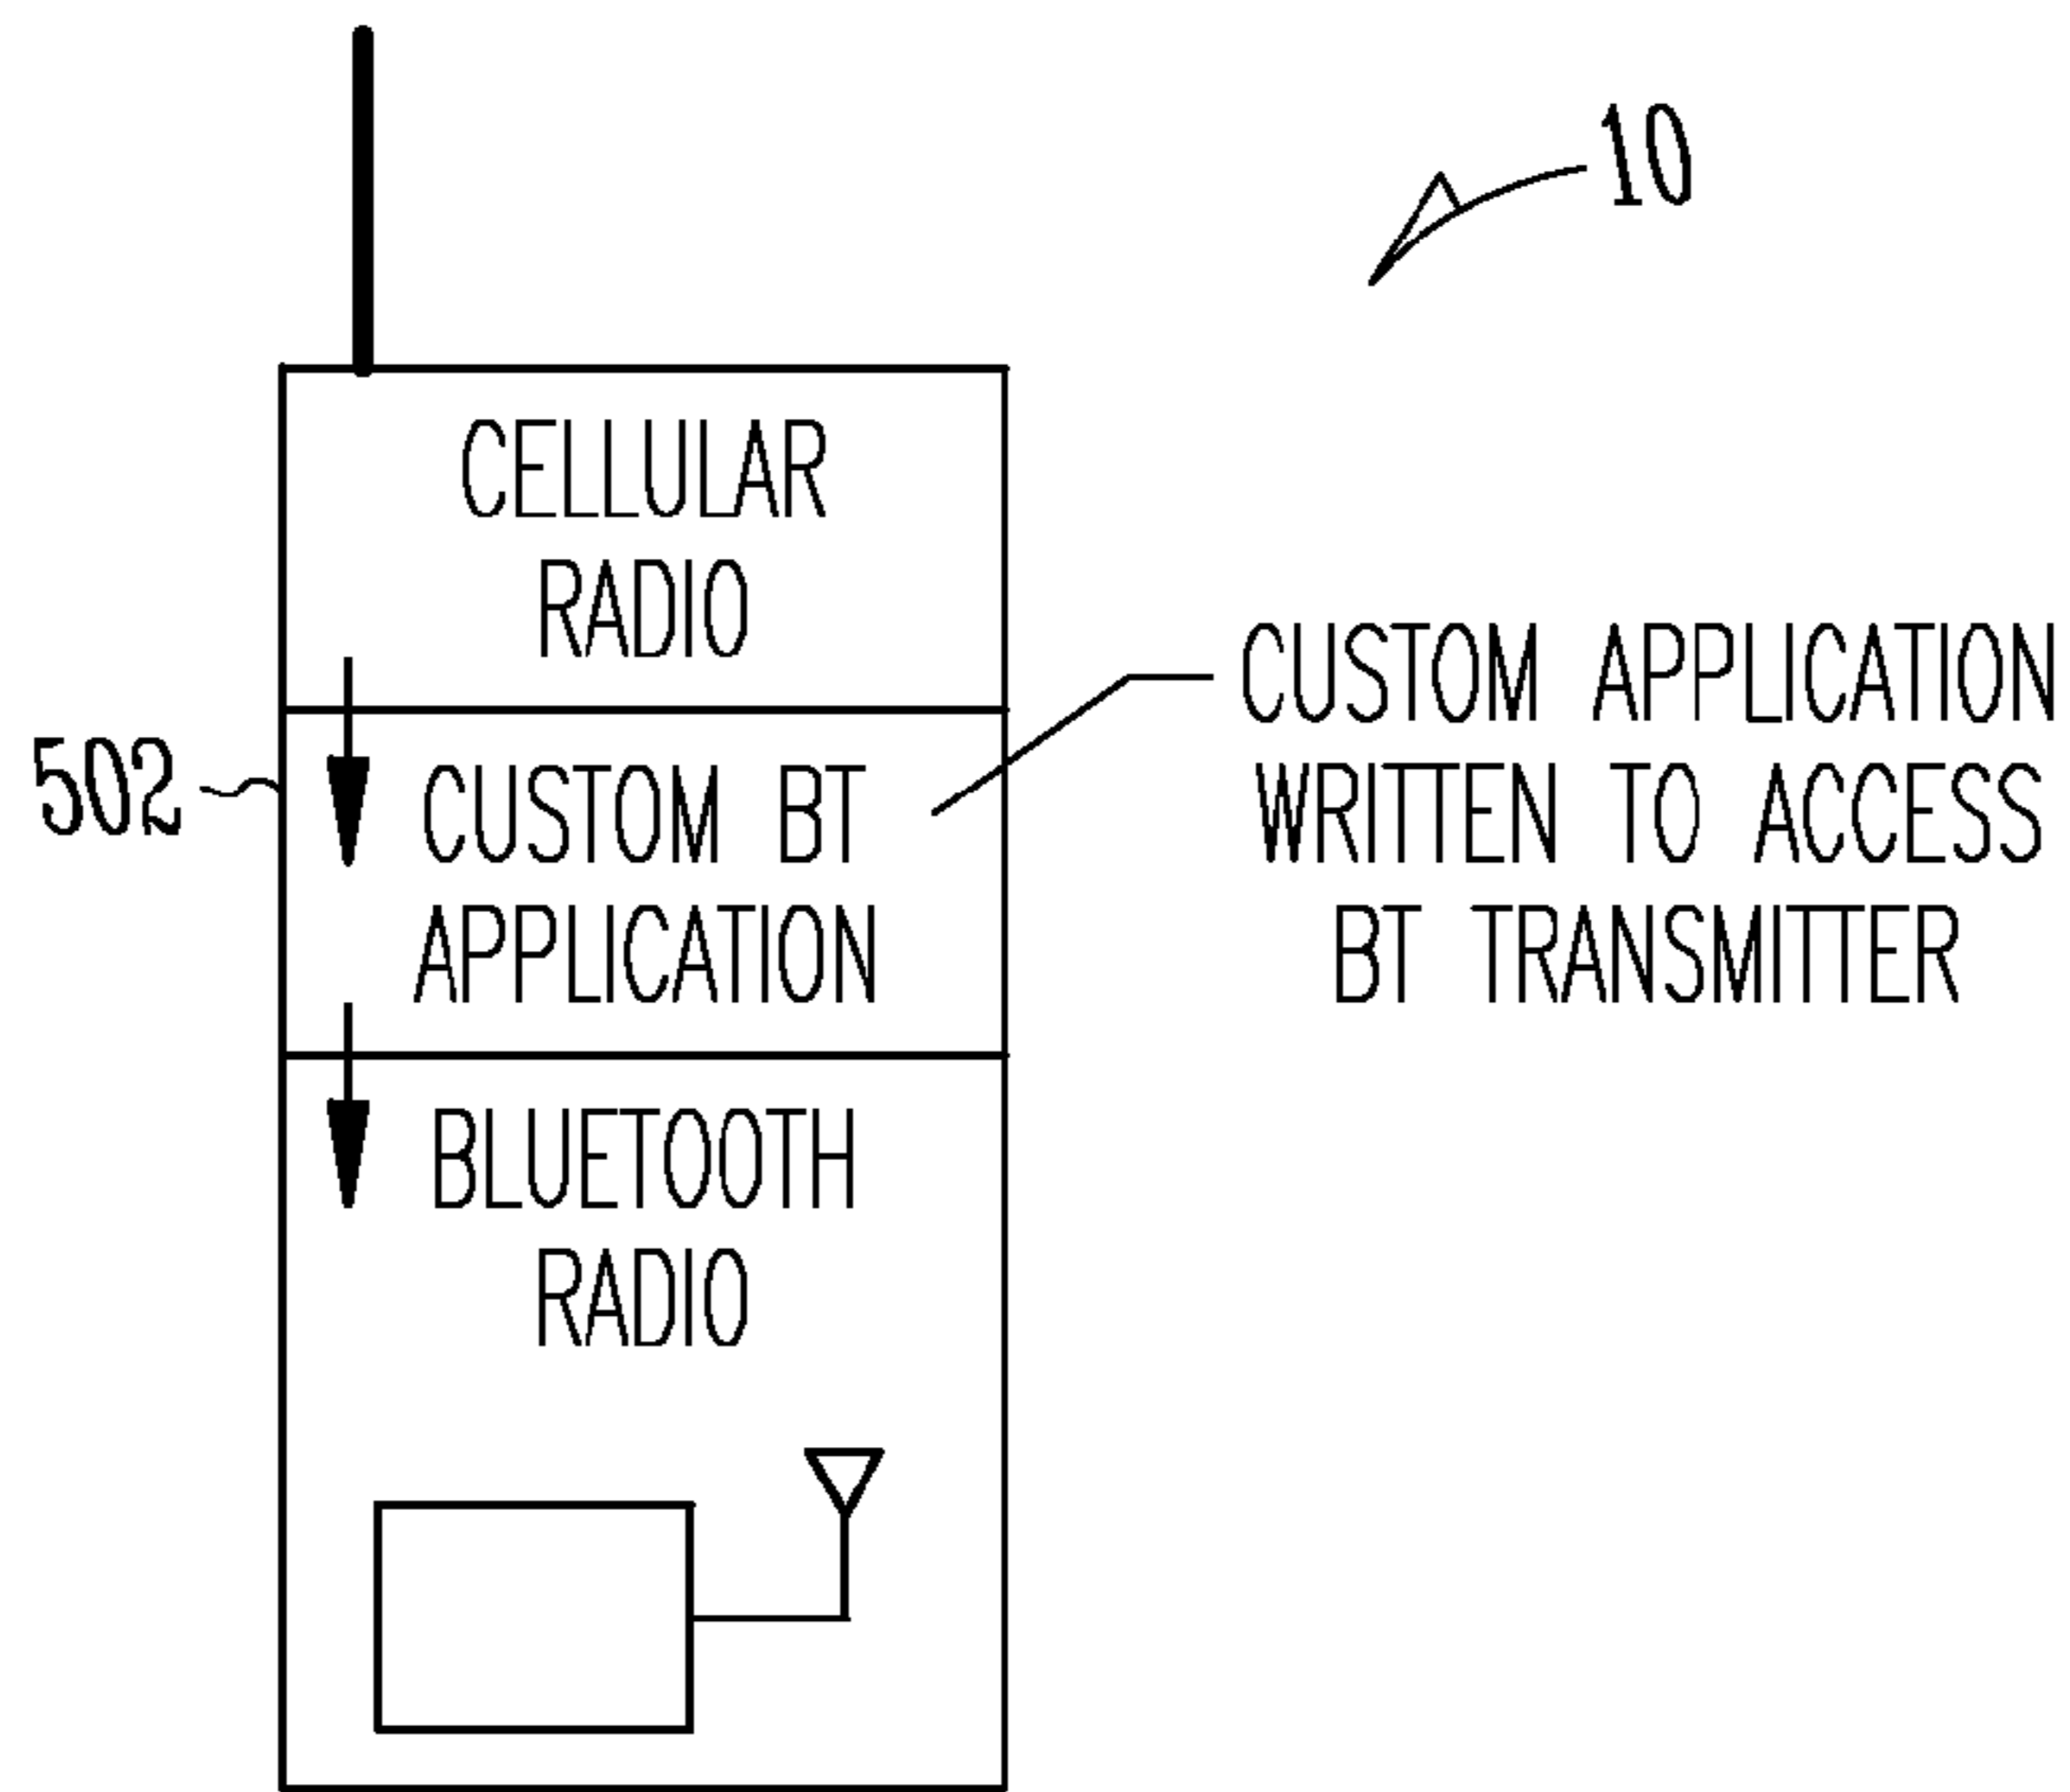 10
CELLULAR
RADIO
502
CUSTOM BT
APPLICATION
CUSTOM APPLICATION
WRITTEN TO ACCESS
BT TRANSMITTER
BLUETOOTH
RADIO